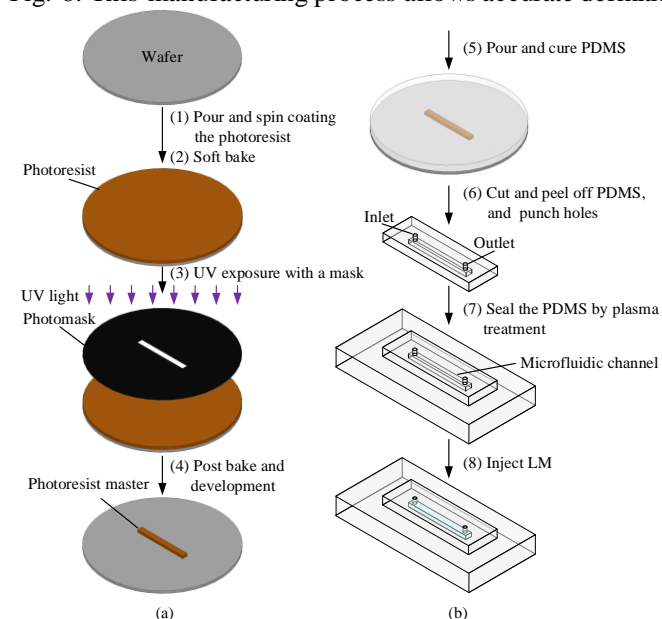 Fig. This manufacturing process allows accurate
Wafer
(1) Pour and spin coating
the photoresist
(2) Soft bake
Photoresist
(3) UV exposure with a mask
UV light
Photomask
(4) Post bake and
development
Photoresist master
(a)
(5) Pour and cure PDMS
(6) Cut and peel off PDMS,
and punch holes
Inlet
Outlet
(7) Seal the PDMS by plasma
treatment
Microfluidic channel
(8) Inject LM
(b)